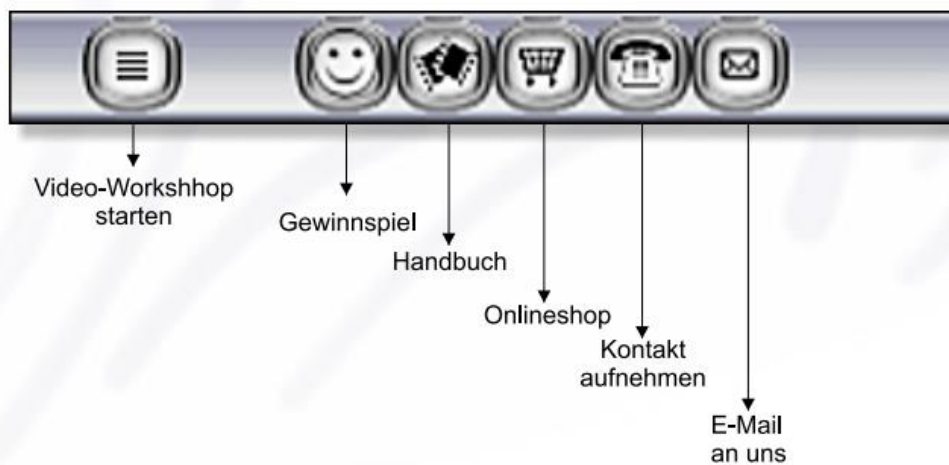 Video-Workshhop
starten
Gewinnspiel
Handbuch
Onlineshop
Kontakt
aufnehmen
E-Mail
an uns